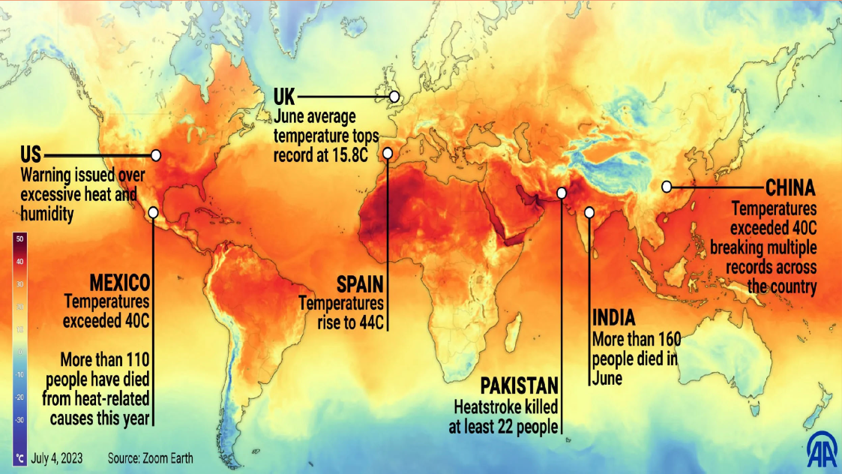 UK
June average
temperature tops
record at 15.8C
US
Warning issued over
excessive heat and
humidity
CHINA
Temperatures
exceeded 40C
breaking multiple
records across
the country
MEXICO
Temperatures
exceeded 40C
More than 110
people have died
from heat-related
causes this year
SPAIN
Temperatures
rise to 44C
INDIA
More than 160
people died in
June
PAKISTAN
Heatstroke killed
at least 22 people
50
40
30
20
10
0
-10
-20
-30
°C
July 4, 2023
Source: Zoom Earth
AA